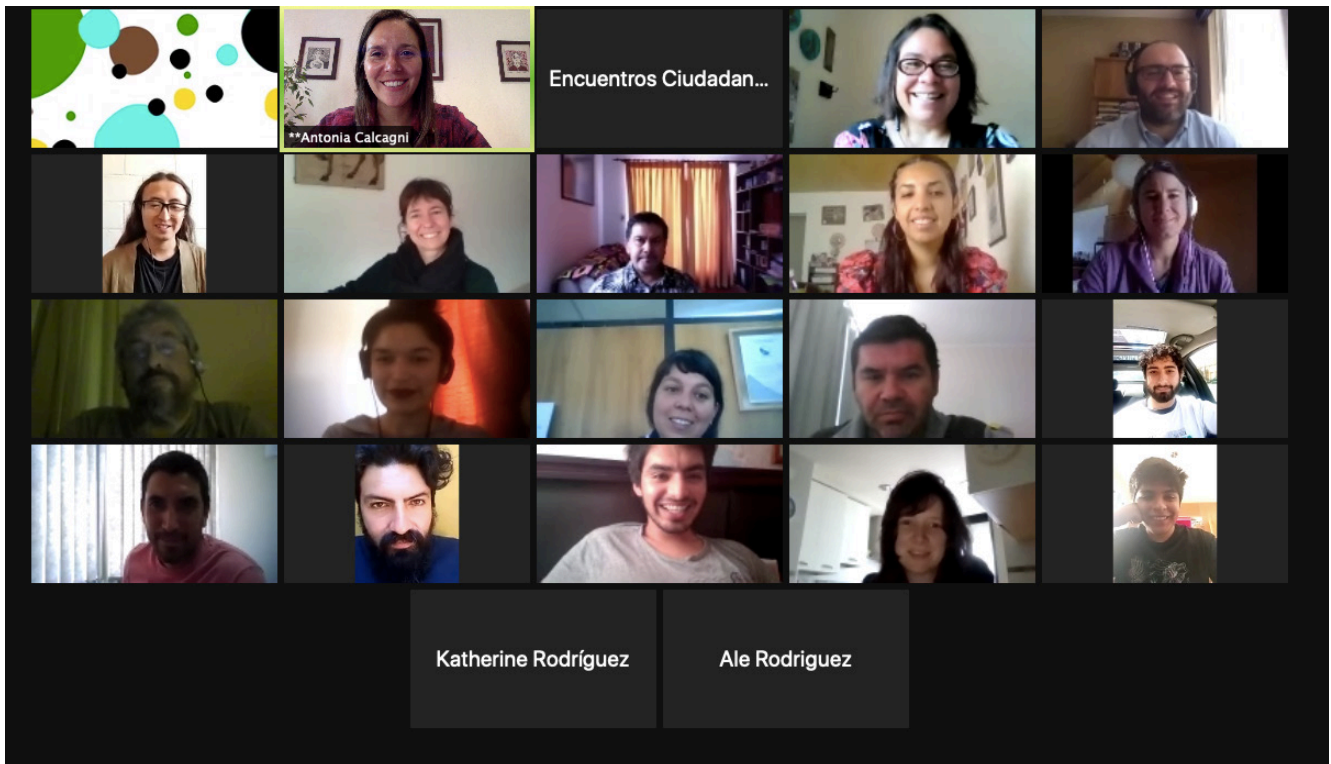 Encuentros Ciudadan...
**Antonia Calcagni
Katherine Rodríguez
Ale Rodriguez